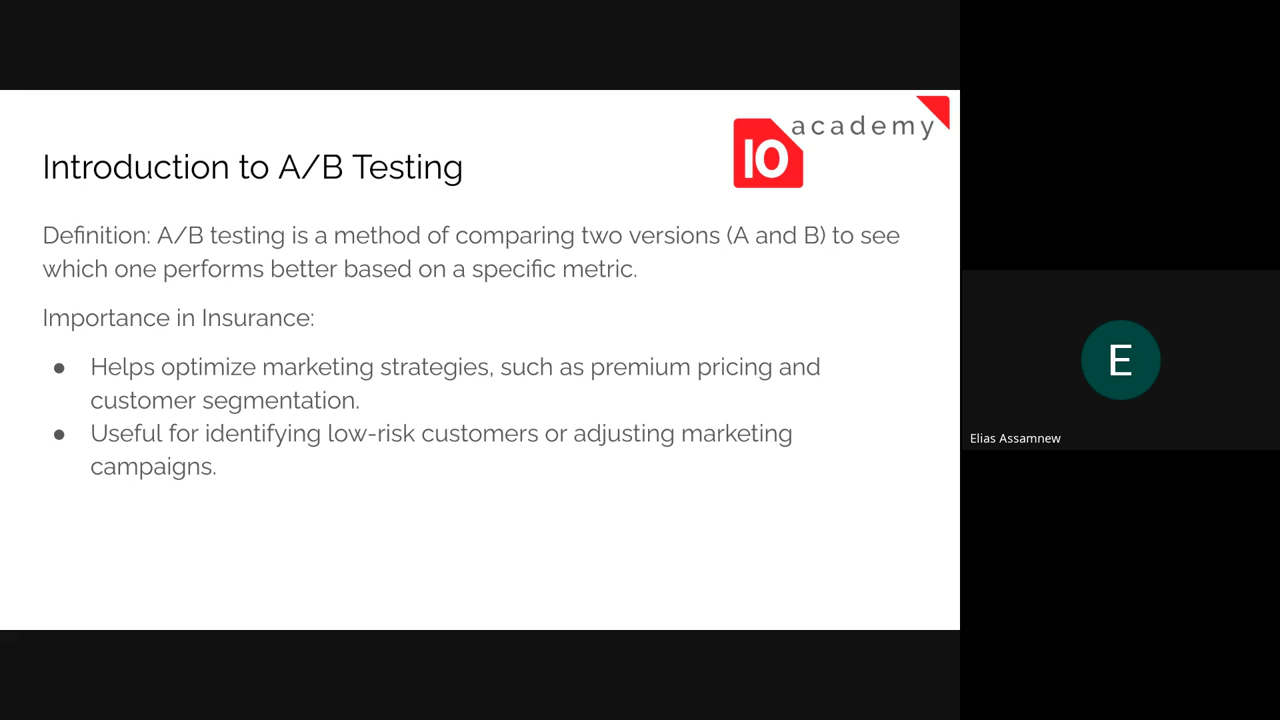 academy
10
Introduction to A/B Testing
Definition: A/B testing is a method of comparing two versions (A and B) to see
which one performs better based on a specific metric.
Importance in Insurance:
● Helps optimize marketing strategies, such as premium pricing and
customer segmentation.
● Useful for identifying low-risk customers or adjusting marketing
campaigns.
E
Elias Assamnew